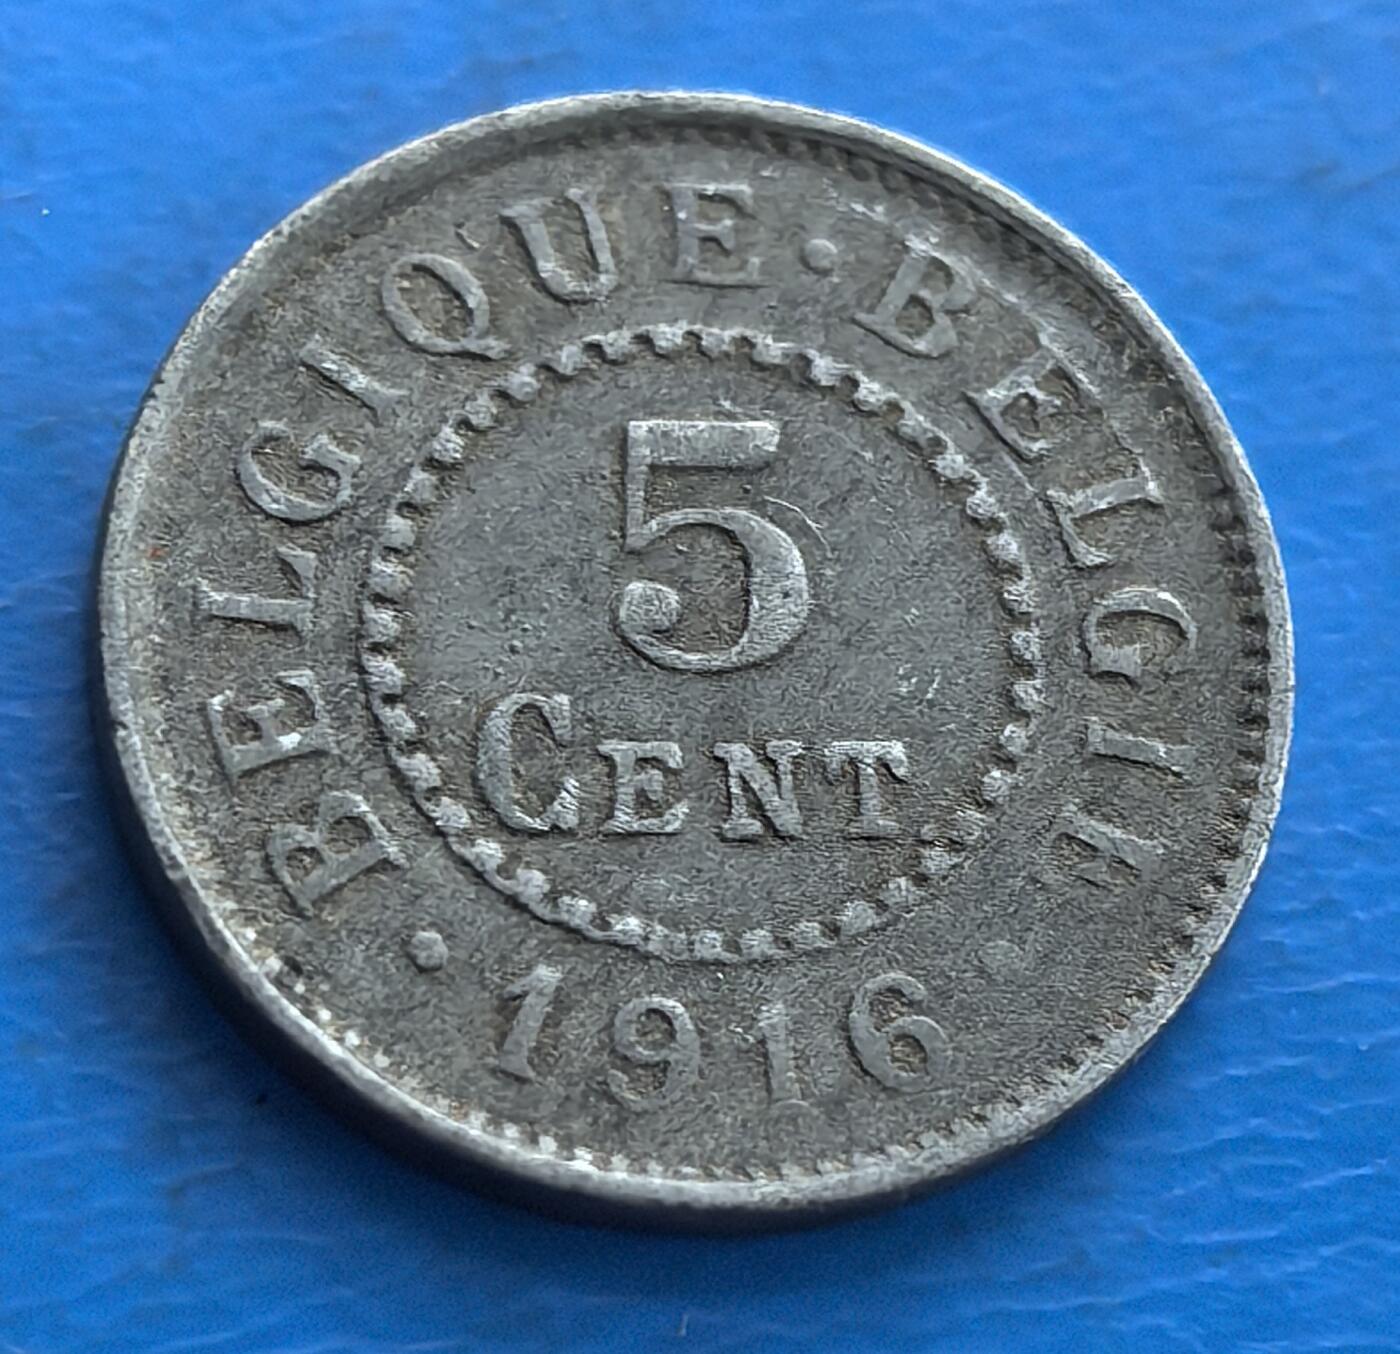 BELGIQUE · BELGIE
5
CENT
· 1916 ·